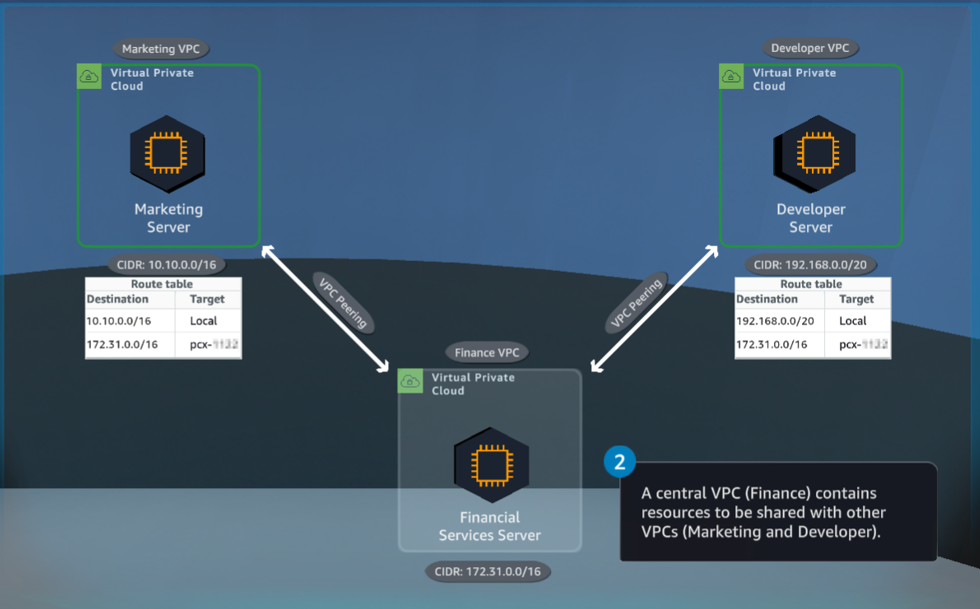 Marketing VPC
Virtual Private
Cloud
Marketing
Server
CIDR: 10.10.0.0/16
Route table
Destination Target
10.10.0.0/16 Local
172.31.0.0/16 pcx-
Developer VPC
Virtual Private
Cloud
Developer
Server
CIDR: 192.168.0.0/20
Route table
Destination Target
192.168.0.0/20 Local
172.31.0.0/16 pcx-
VPC Peering
VPC Peering
Finance VPC
Virtual Private
Cloud
Financial
Services Server
CIDR: 172.31.0.0/16
2
A central VPC (Finance) contains
resources to be shared with other
VPCs (Marketing and Developer).